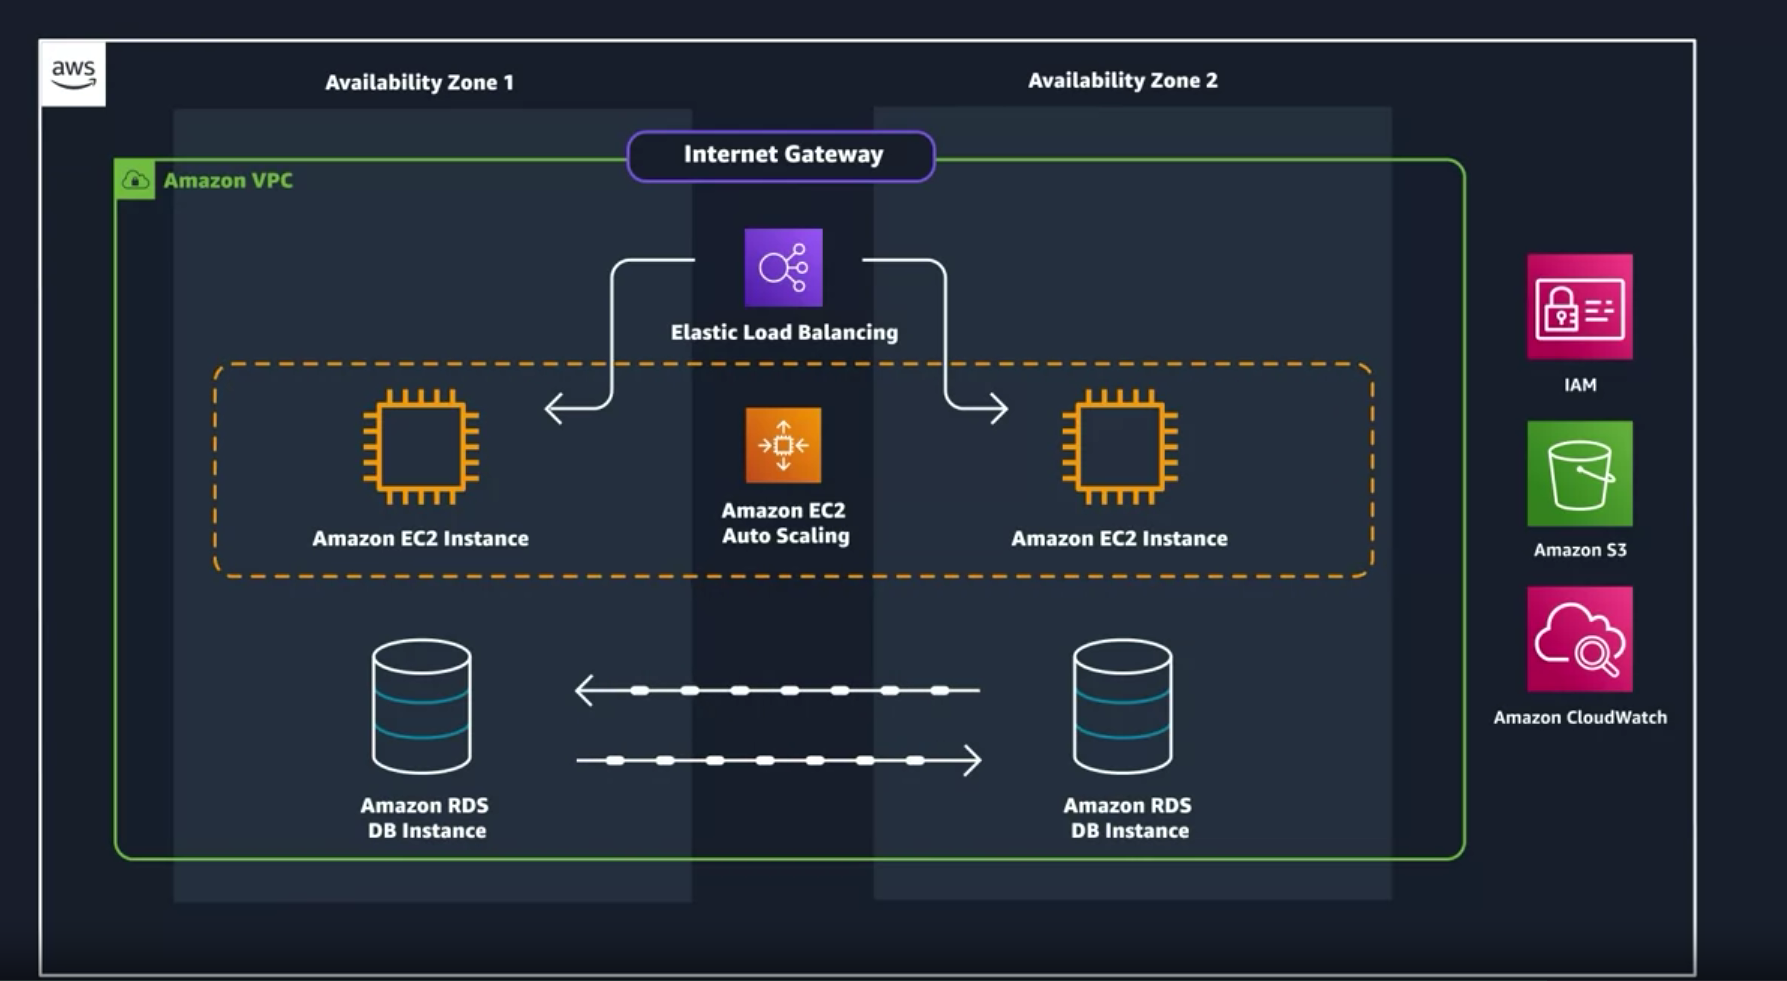 aws
Availability Zone 1
Availability Zone 2
Internet Gateway
Amazon VPC
Elastic Load Balancing
Amazon EC2 Instance
Amazon EC2
Auto Scaling
Amazon EC2 Instance
Amazon RDS
DB Instance
Amazon RDS
DB Instance
IAM
Amazon S3
Amazon CloudWatch